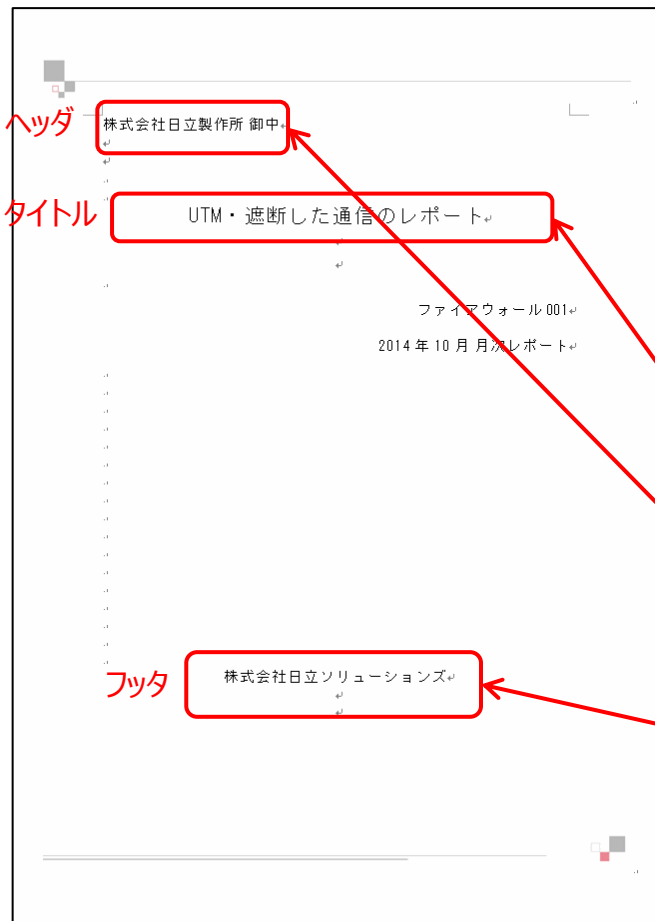 ヘッダ
株式会社日立製作所 御中
タイトル
UTM・遮断した通信のレポート
ファイアウォール001
2014年10月 月次レポート
フッタ
株式会社日立ソリューションズ